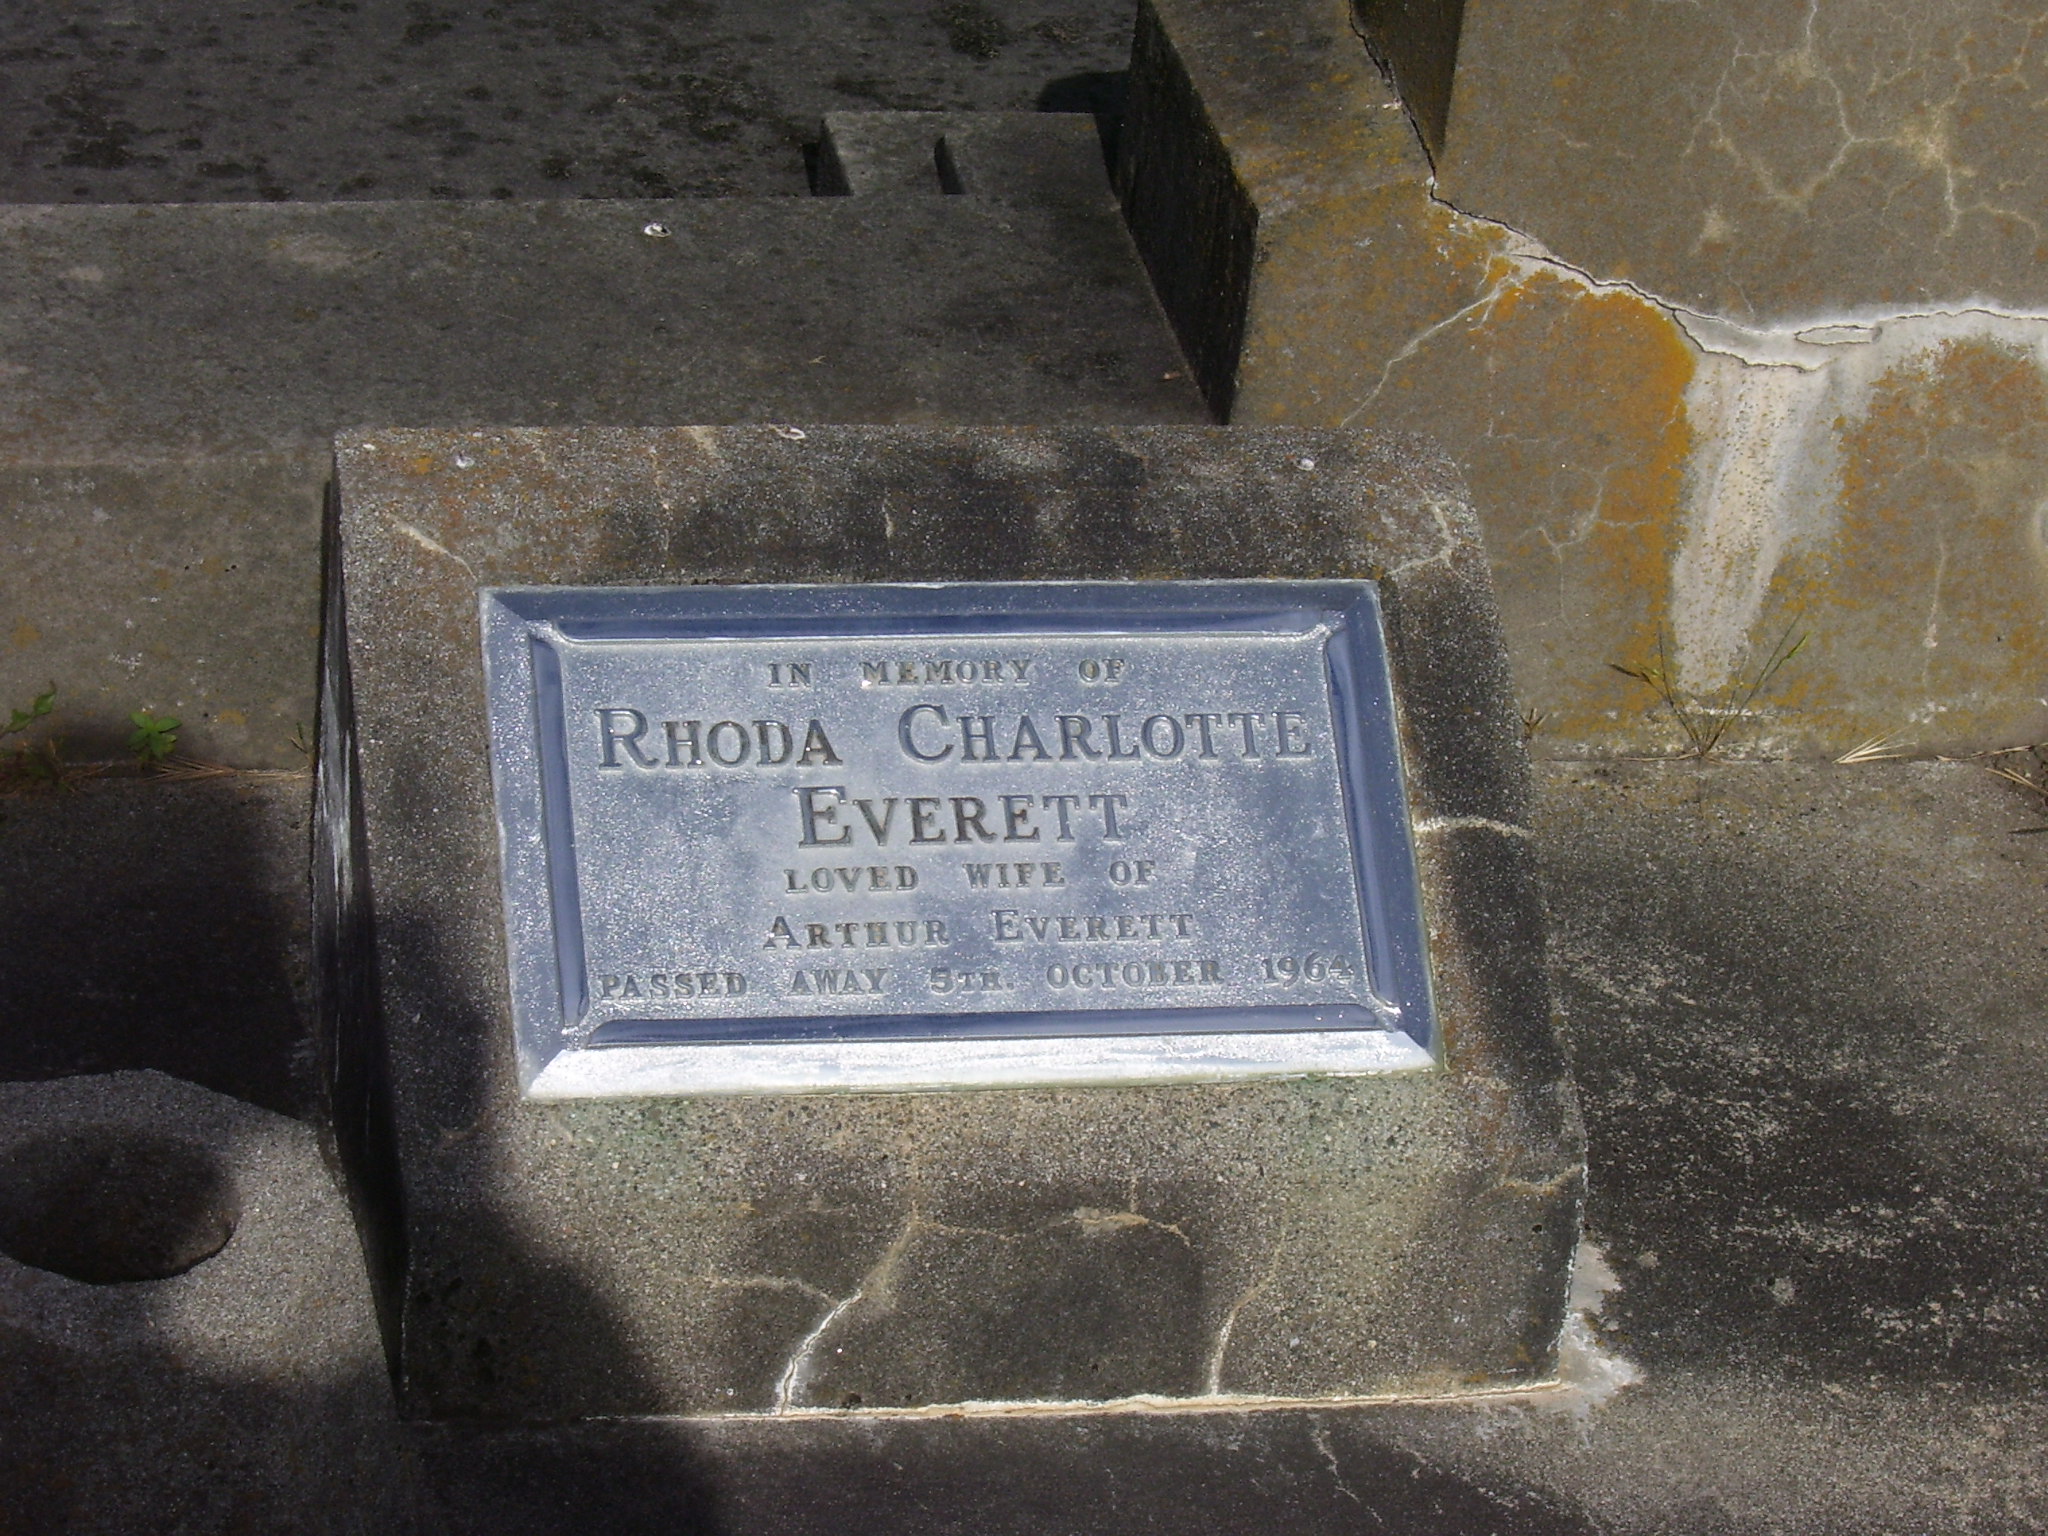 IN MEMORY OF
RHODA CHARLOTTE
EVERETT
LOVED WIFE OF
ARTHUR EVERETT
PASSED AWAY 5TH. OCTOBER 1964